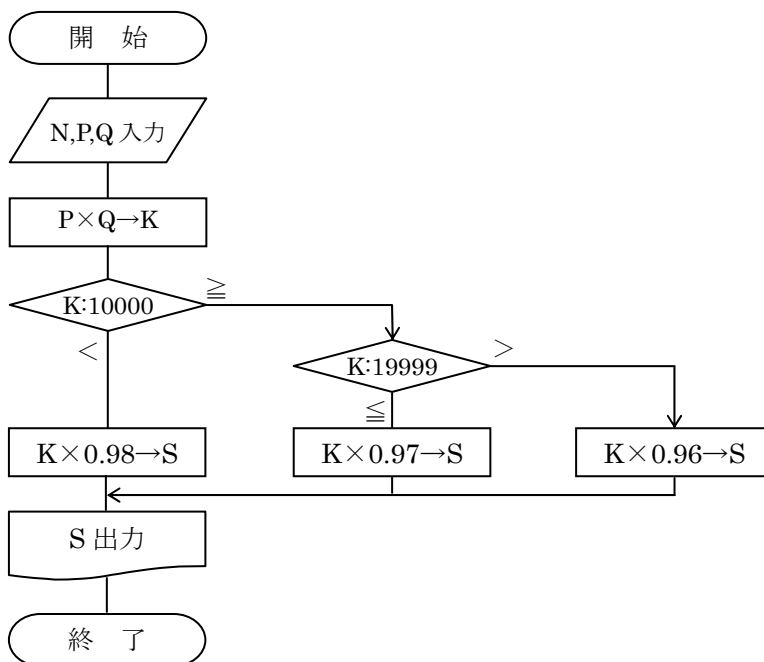 開 始
N,P,Q 入力
P×Q→K
K:10000
≧
<
K:19999
>
≦
K×0.98→S
K×0.97→S
K×0.96→S
S 出力
終 了